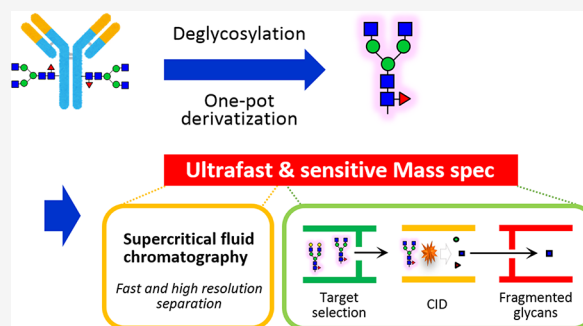 Deglycosylation
One-pot
derivatization
Ultrafast & sensitive Mass spec
Supercritical fluid
chromatography
Fast and high resolution
separation
Target
selection
CID
Fragmented
glycans